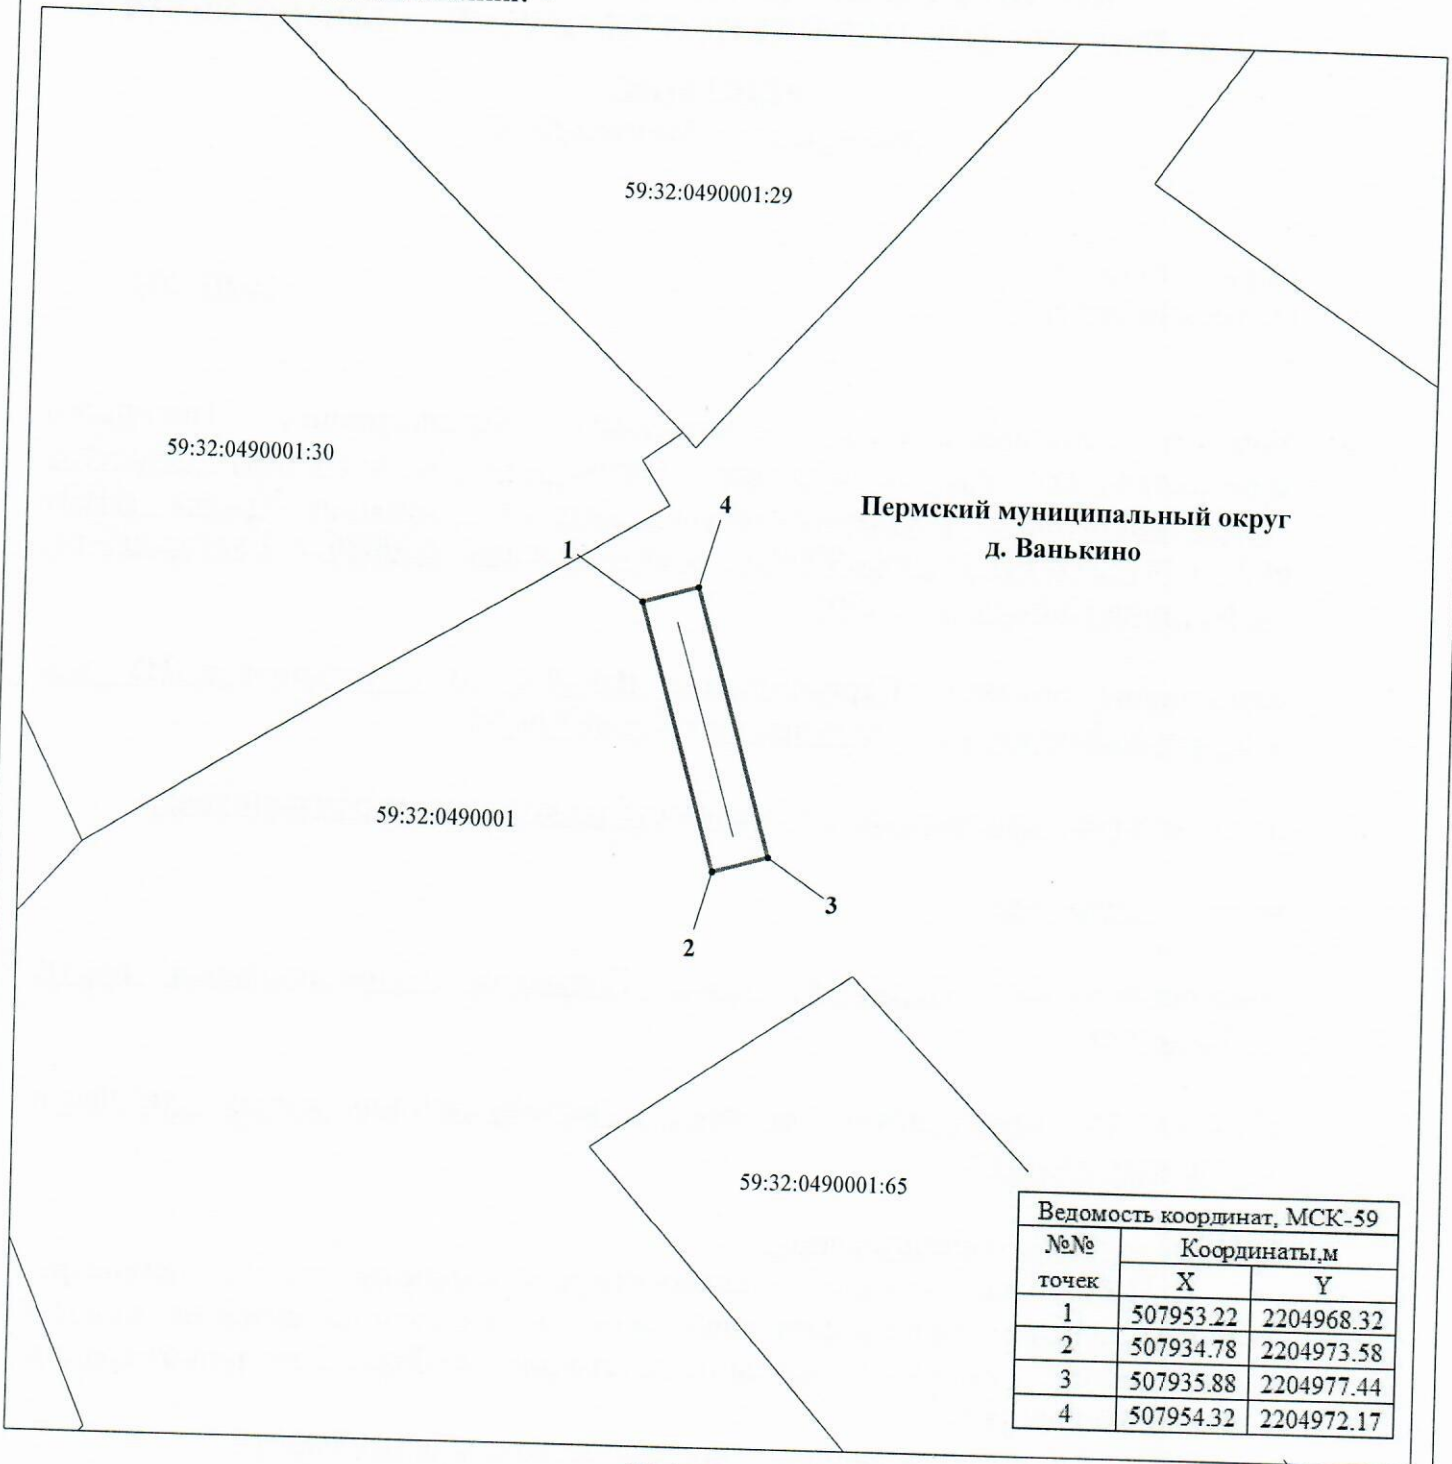 59:32:0490001:29
59:32:0490001:30
4
Пермский муниципальный округ
д. Ванькино
1
59:32:0490001
3
2
59:32:0490001:65
Ведомость координат, МСК-59
№№ точек Координаты,м
X Y
1 507953.22 2204968.32
2 507934.78 2204973.58
3 507935.88 2204977.44
4 507954.32 2204972.17